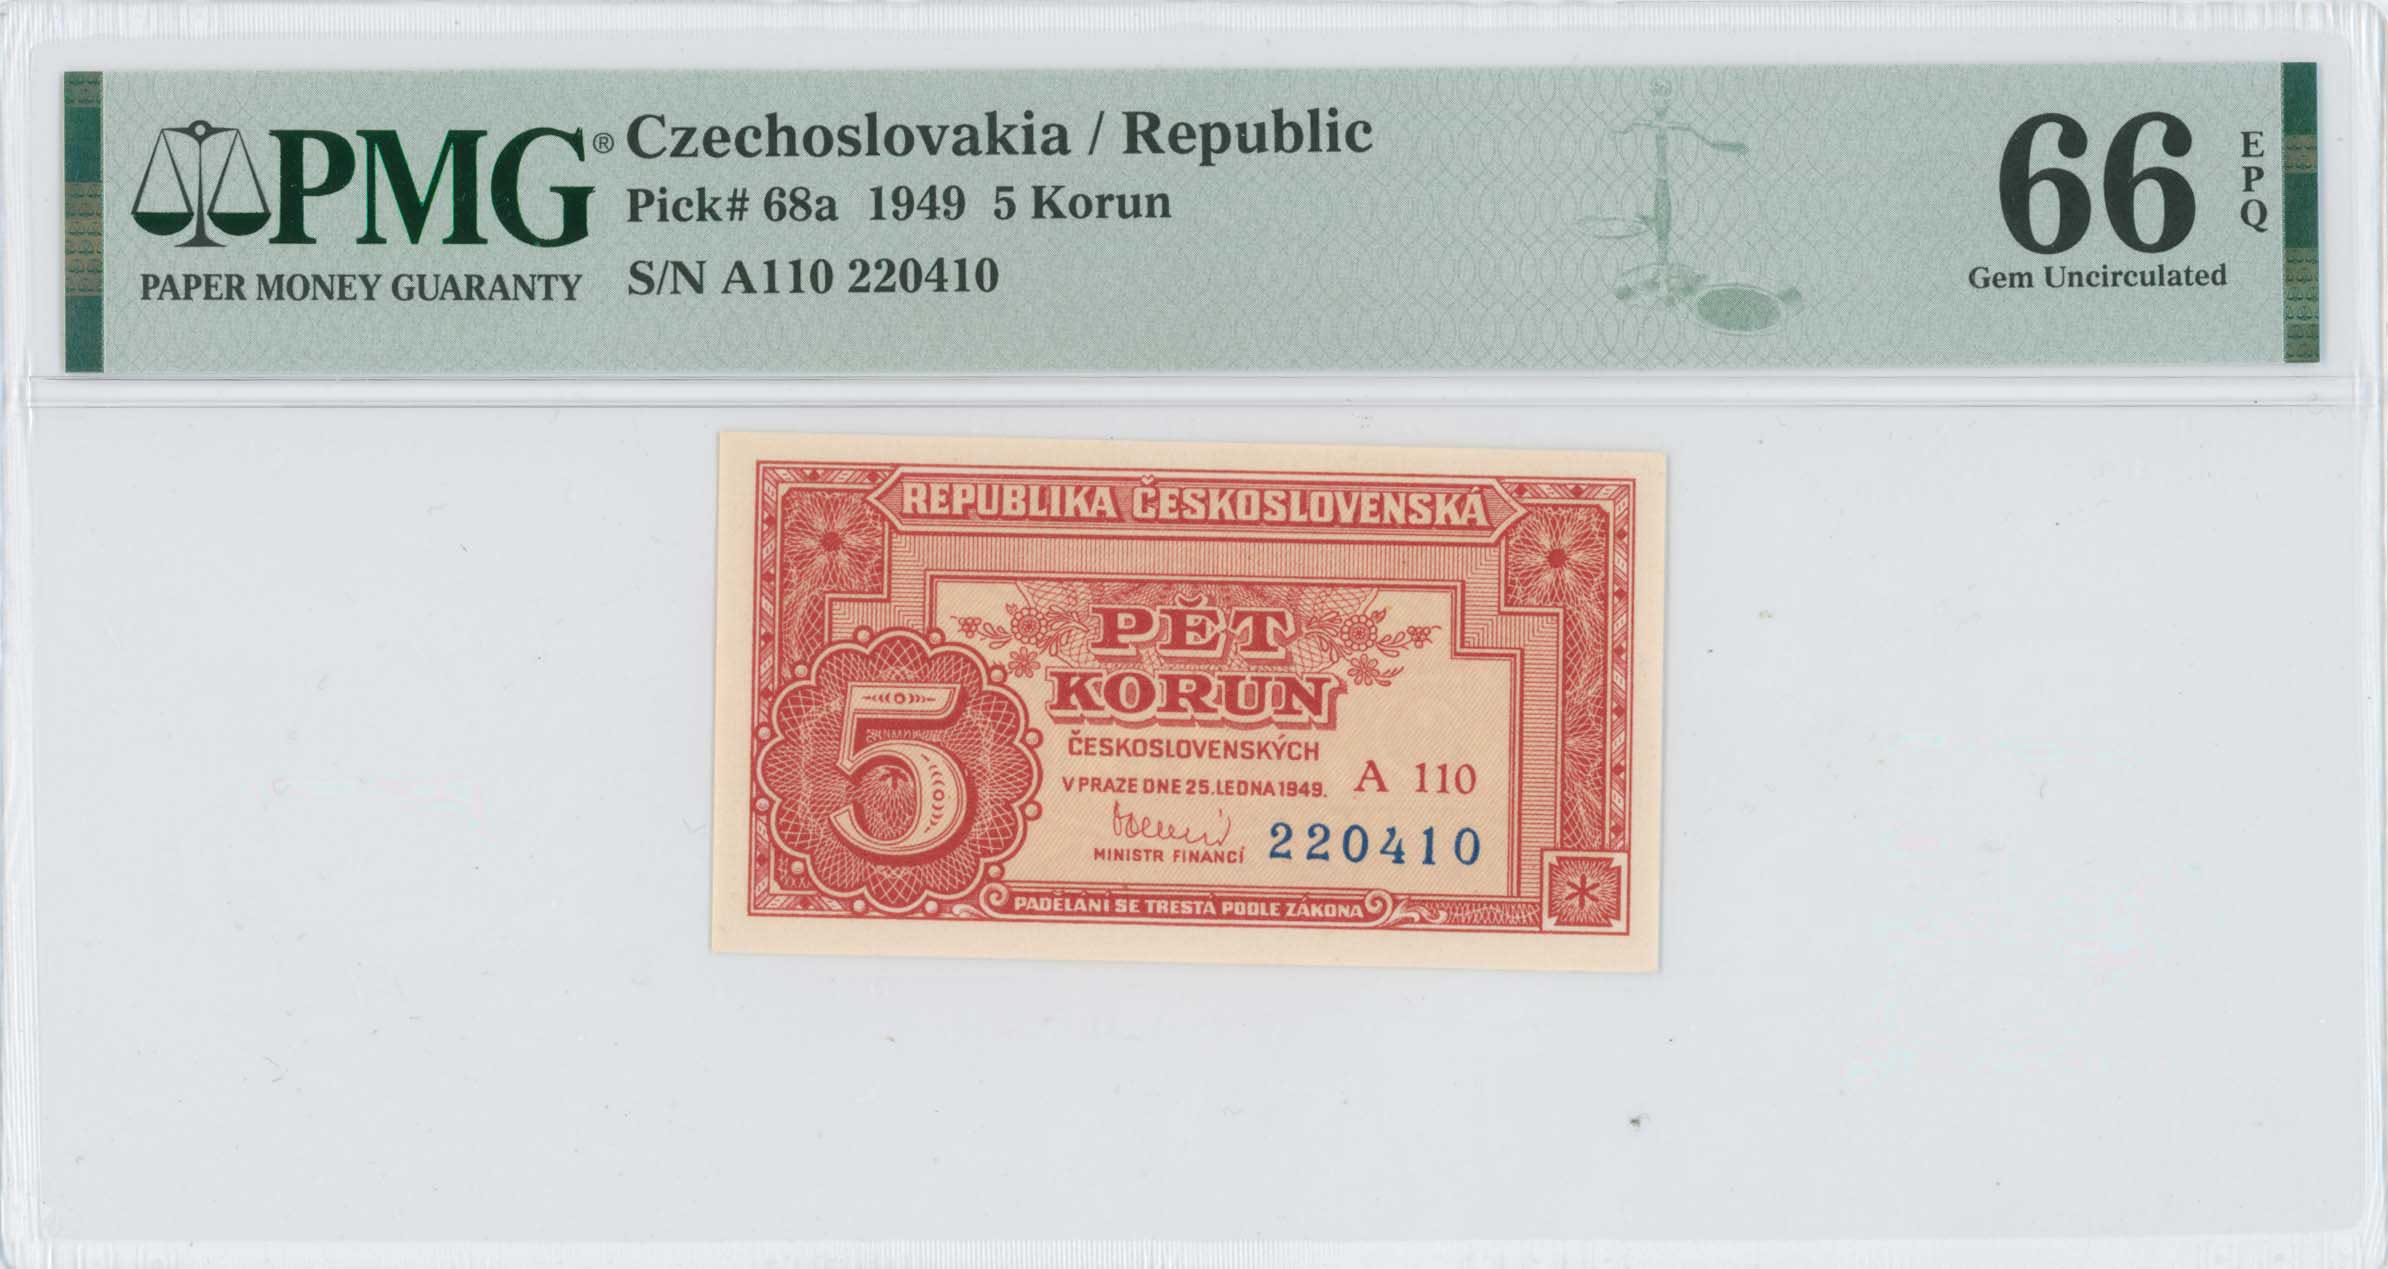 PMG®
PAPER MONEY GUARANTY
Czechoslovakia / Republic
Pick# 68a 1949 5 Korun
S/N A110 220410
66
EPQ
Gem Uncirculated
REPUBLIKA ČESKOSLOVENSKÁ
PĚT
KORUN
ČESKOSLOVENSKÝCH
V PRAZE DNE 25. LEDNA 1949.
A 110
MINISTR FINANCÍ
220410
5
PADĚLÁNÍ SE TRESTÁ PODLE ZÁKONA